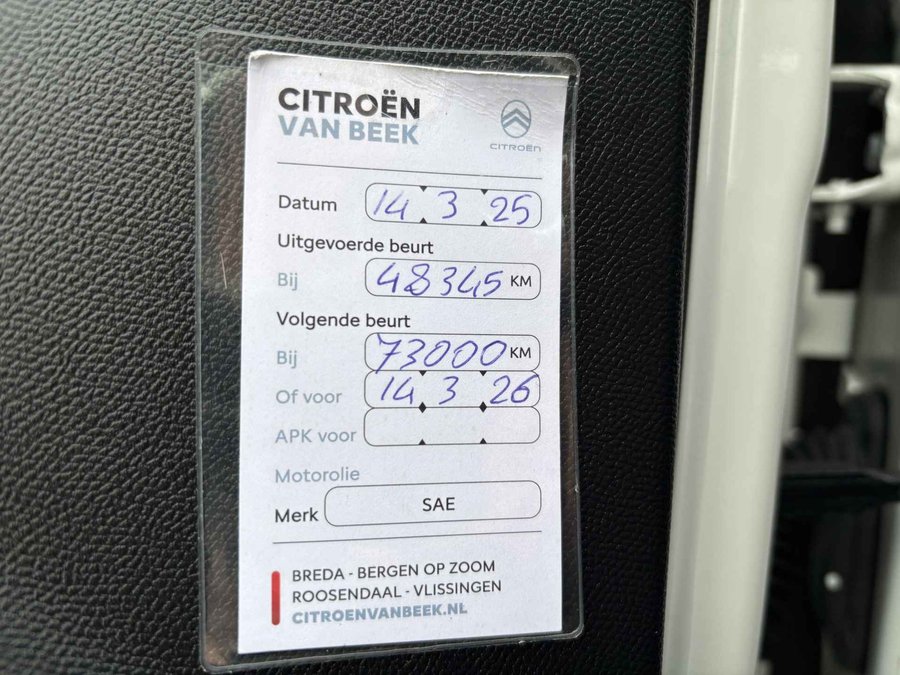 CITROËN
VAN BEEK
CITROËN
Datum 14 3 25
Uitgevoerde beurt
Bij 48345 KM
Volgende beurt
Bij 73000 KM
Of voor 14 3 26
APK voor
Motorolie
Merk SAE
BREDA - BERGEN OP ZOOM
ROOSENDAAL - VLISSINGEN
CITROENVANBEEK.NL